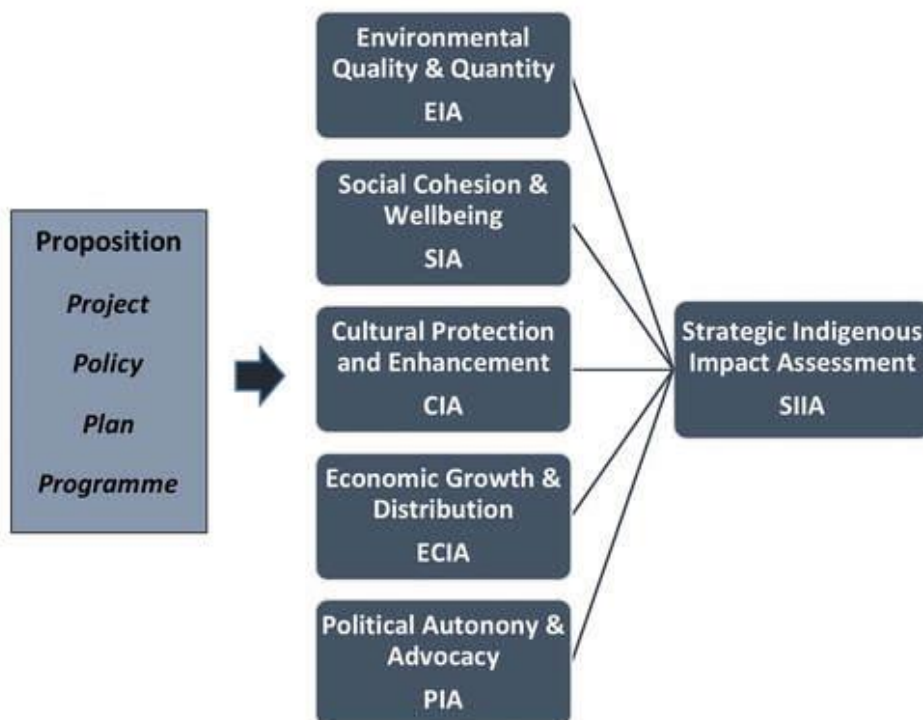 Proposition
Project
Policy
Plan
Programme
Environmental
Quality & Quantity
EIA
Social Cohesion &
Wellbeing
SIA
Cultural Protection
and Enhancement
CIA
Economic Growth &
Distribution
ECIA
Political Autonony &
Advocacy
PIA
Strategic Indigenous
Impact Assessment
SIIA